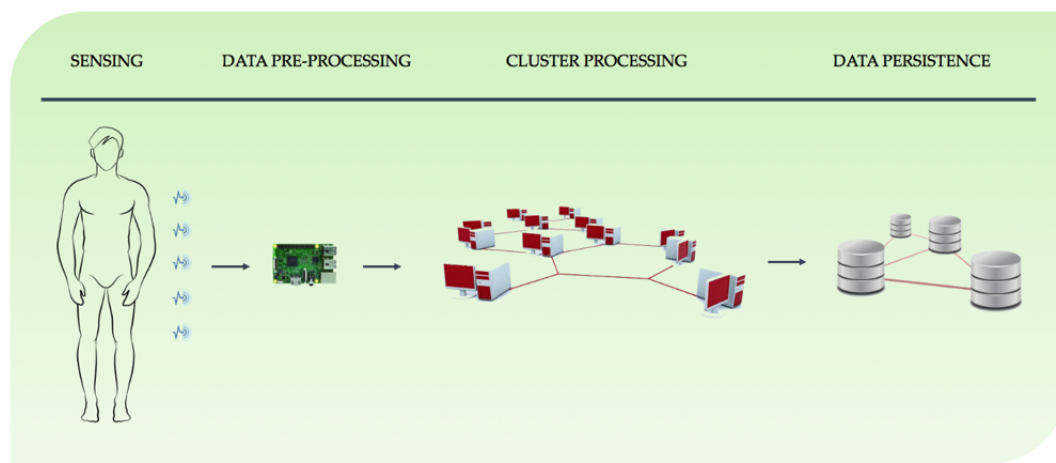 SENSING
DATA PRE-PROCESSING
CLUSTER PROCESSING
DATA PERSISTENCE